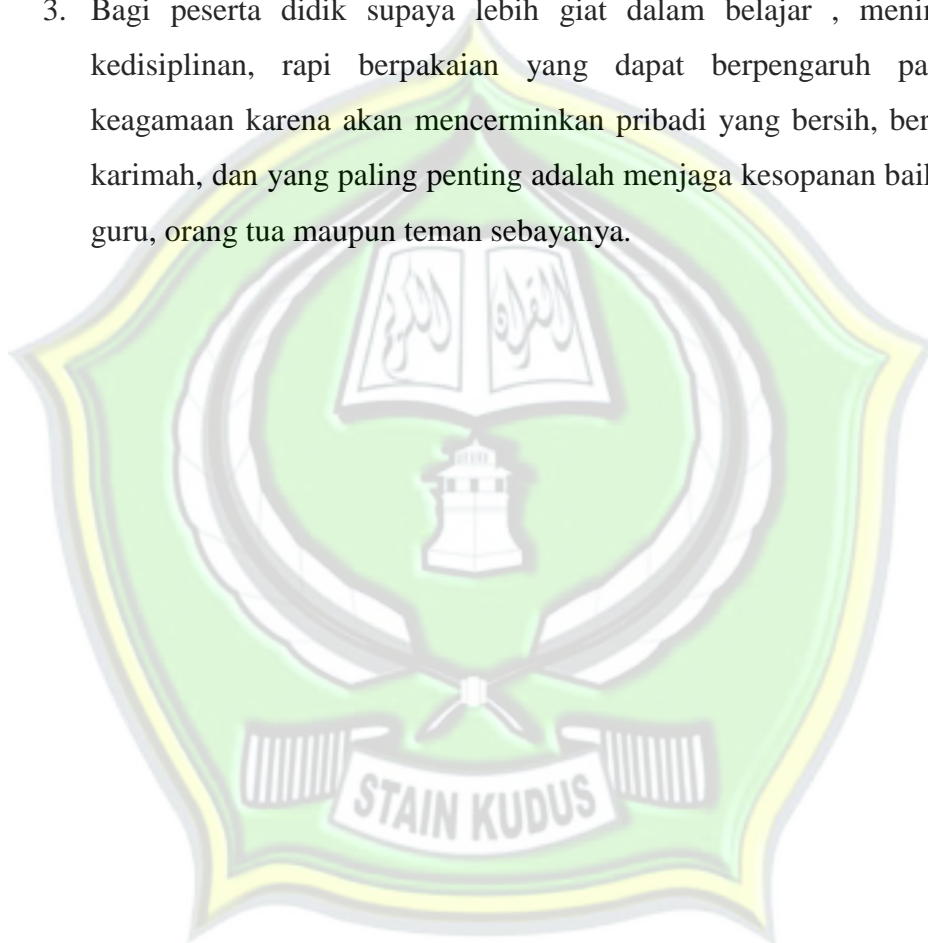 3. Bagi peserta didik supaya lebih giat dalam belajar , menin
kedisiplinan, rapi berpakaian yang dapat berpengaruh pa
keagamaan karena akan mencerminkan pribadi yang bersih, ber
karimah, dan yang paling penting adalah menjaga kesopanan bail
guru, orang tua maupun teman sebayanya.
القرآن الكريم
STAIN KUDUS